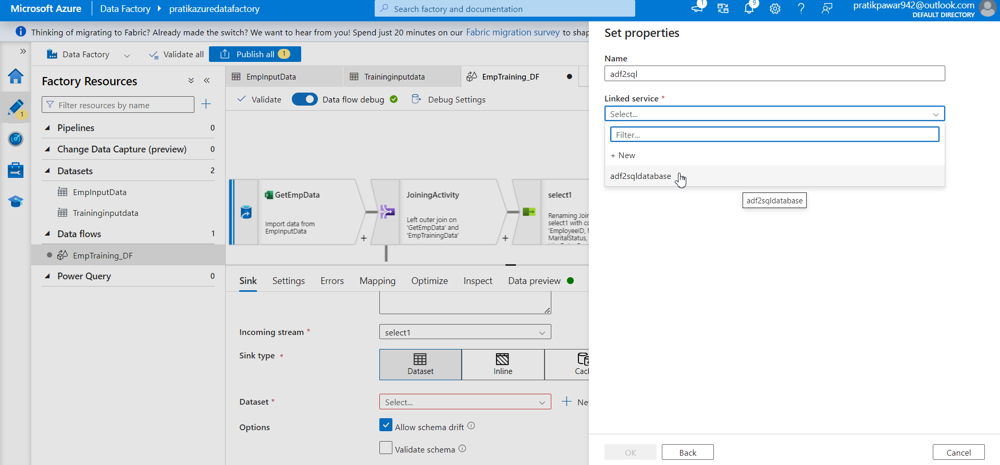 Microsoft Azure
Data Factory
pratikazuredatafactory
Search factory and documentation
1
9
pratikpawar942@outlook.com
DEFAULT DIRECTORY
Thinking of migrating to Fabric? Already made the switch? We want to hear from you! Spend just 20 minutes on our Fabric migration survey to shap
Data Factory
Validate all
Publish all 1
1
Factory Resources
Filter resources by name
Pipelines 0
Change Data Capture (preview) 0
Datasets 2
EmpInputData
Traininginputdata
Data flows 1
EmpTraining_DF
Power Query 0
EmpInputData
Traininginputdata
EmpTraining_DF
Validate
Data flow debug
Debug Settings
GetEmpData
Import data from
EmpInputData
+
JoiningActivity
Left outer join on
'GetEmpData' and
'EmpTrainingData'
+
select1
Renaming Join
select1 with co
'EmployeeID, M
MaritalStatus,
Sink
Settings
Errors
Mapping
Optimize
Inspect
Data preview
Incoming stream *
select1
Sink type *
Dataset
Inline
Cach
Dataset *
Select...
+ Nev
Options
Allow schema drift
Validate schema
Set properties
Name
adf2sql
Linked service *
Select...
Filter...
+ New
adf2sqldatabase
adf2sqldatabase
OK
Back
Cancel